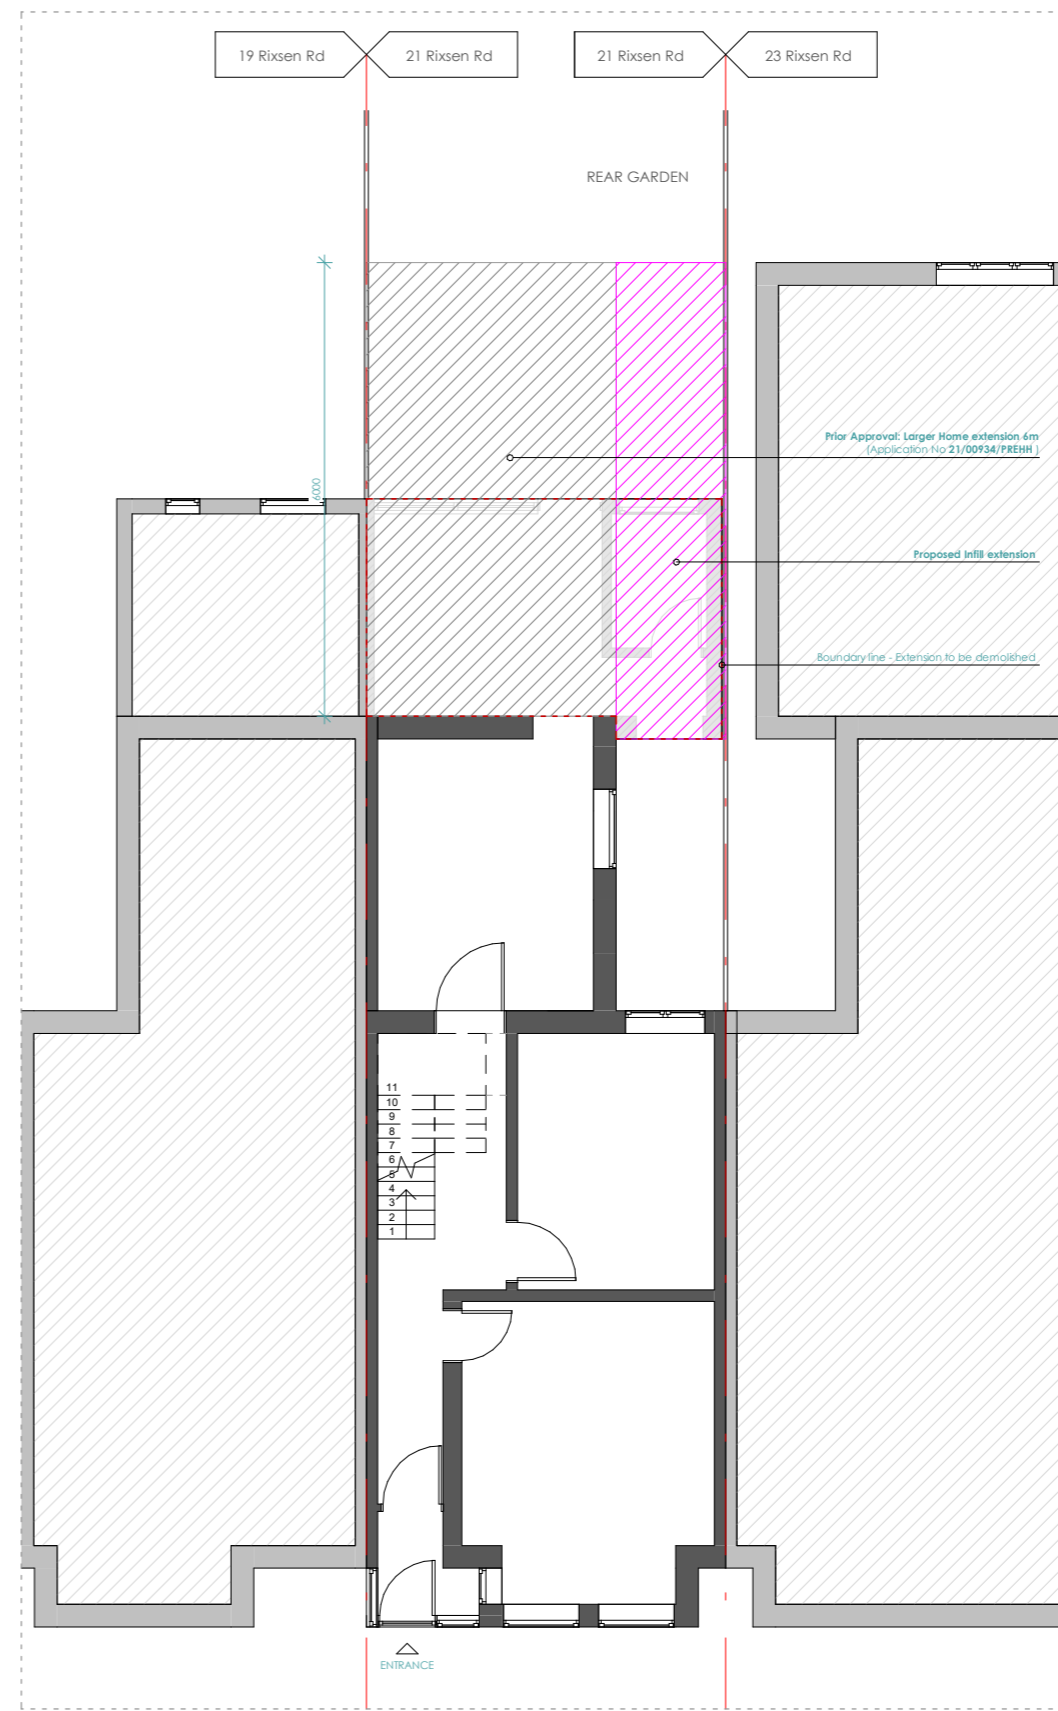 19 Rixsen Rd
21 Rixsen Rd
21 Rixsen Rd
23 Rixsen Rd
REAR GARDEN
Prior Approval: Larger Home extension 6m
(Application No 21/00934/PREHH )
6000
Proposed Infill extension
Boundary line - Extension to be demolished
11
10
9
8
7
6
5
4
3
2
1
ENTRANCE